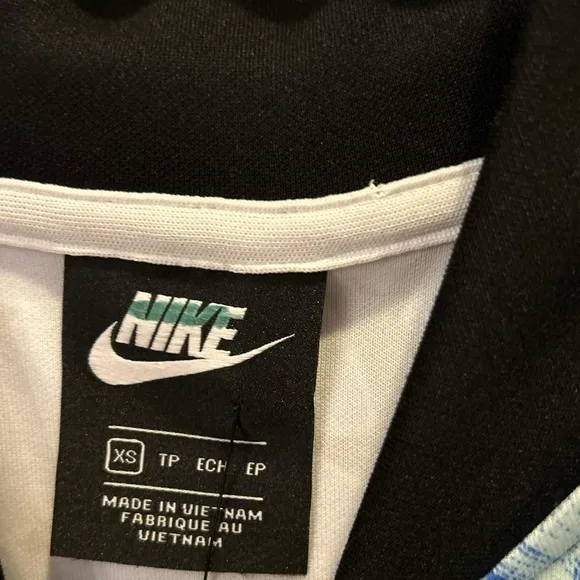 NIKE
XS TP ECH EP
MADE IN VIETNAM
FABRIQUE AU
VIETNAM